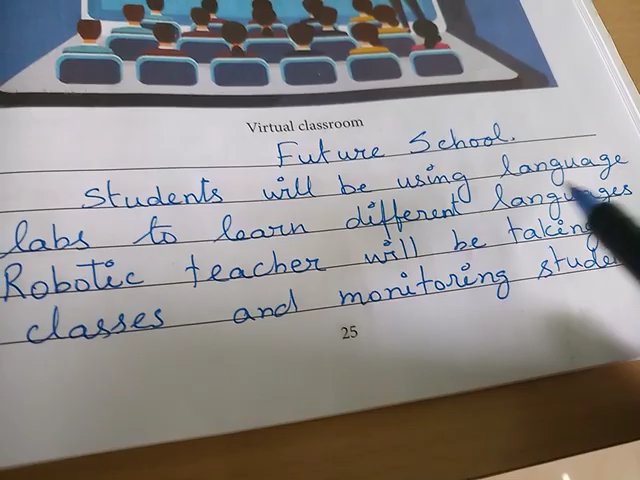 Virtual classroom
Future School.
Students will be using language
labs to learn different languages
Robotic teacher will be taking
classes and monitoring studen
25